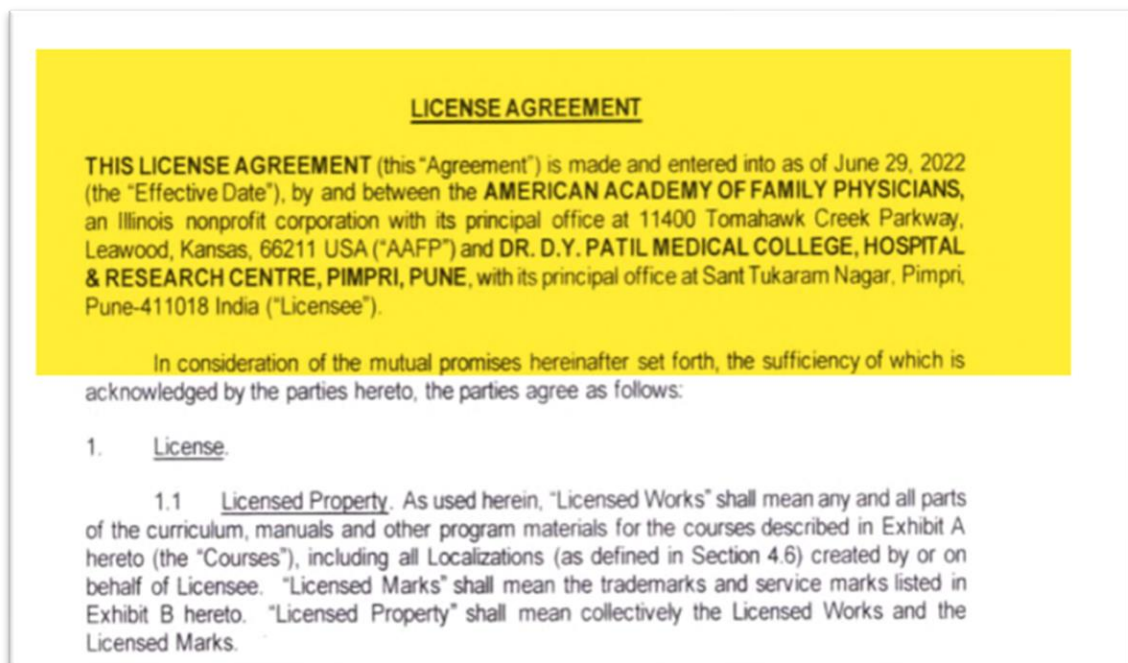 LICENSE AGREEMENT
THIS LICENSE AGREEMENT (this “Agreement”) is made and entered into as of June 29, 2022
(the “Effective Date”), by and between the AMERICAN ACADEMY OF FAMILY PHYSICIANS,
an Illinois nonprofit corporation with its principal office at 11400 Tomahawk Creek Parkway,
Leawood, Kansas, 66211 USA (“AAFP”) and DR. D.Y. PATIL MEDICAL COLLEGE, HOSPITAL
& RESEARCH CENTRE, PIMPRI, PUNE, with its principal office at Sant Tukaram Nagar, Pimpri,
Pune-411018 India (“Licensee”).
In consideration of the mutual promises hereinafter set forth, the sufficiency of which is
acknowledged by the parties hereto, the parties agree as follows:
1. License.
1.1 Licensed Property. As used herein, “Licensed Works” shall mean any and all parts
of the curriculum, manuals and other program materials for the courses described in Exhibit A
hereto (the “Courses”), including all Localizations (as defined in Section 4.6) created by or on
behalf of Licensee. “Licensed Marks” shall mean the trademarks and service marks listed in
Exhibit B hereto. “Licensed Property” shall mean collectively the Licensed Works and the
Licensed Marks.